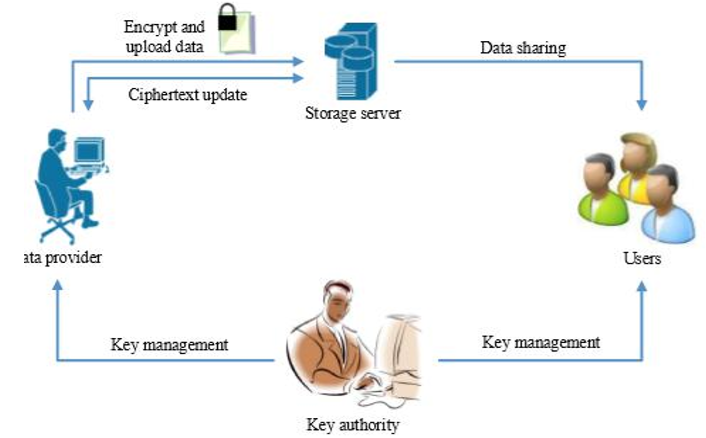 Encrypt and
upload data
Data sharing
Ciphertext update
Storage server
ata provider
Users
Key management
Key management
Key authority